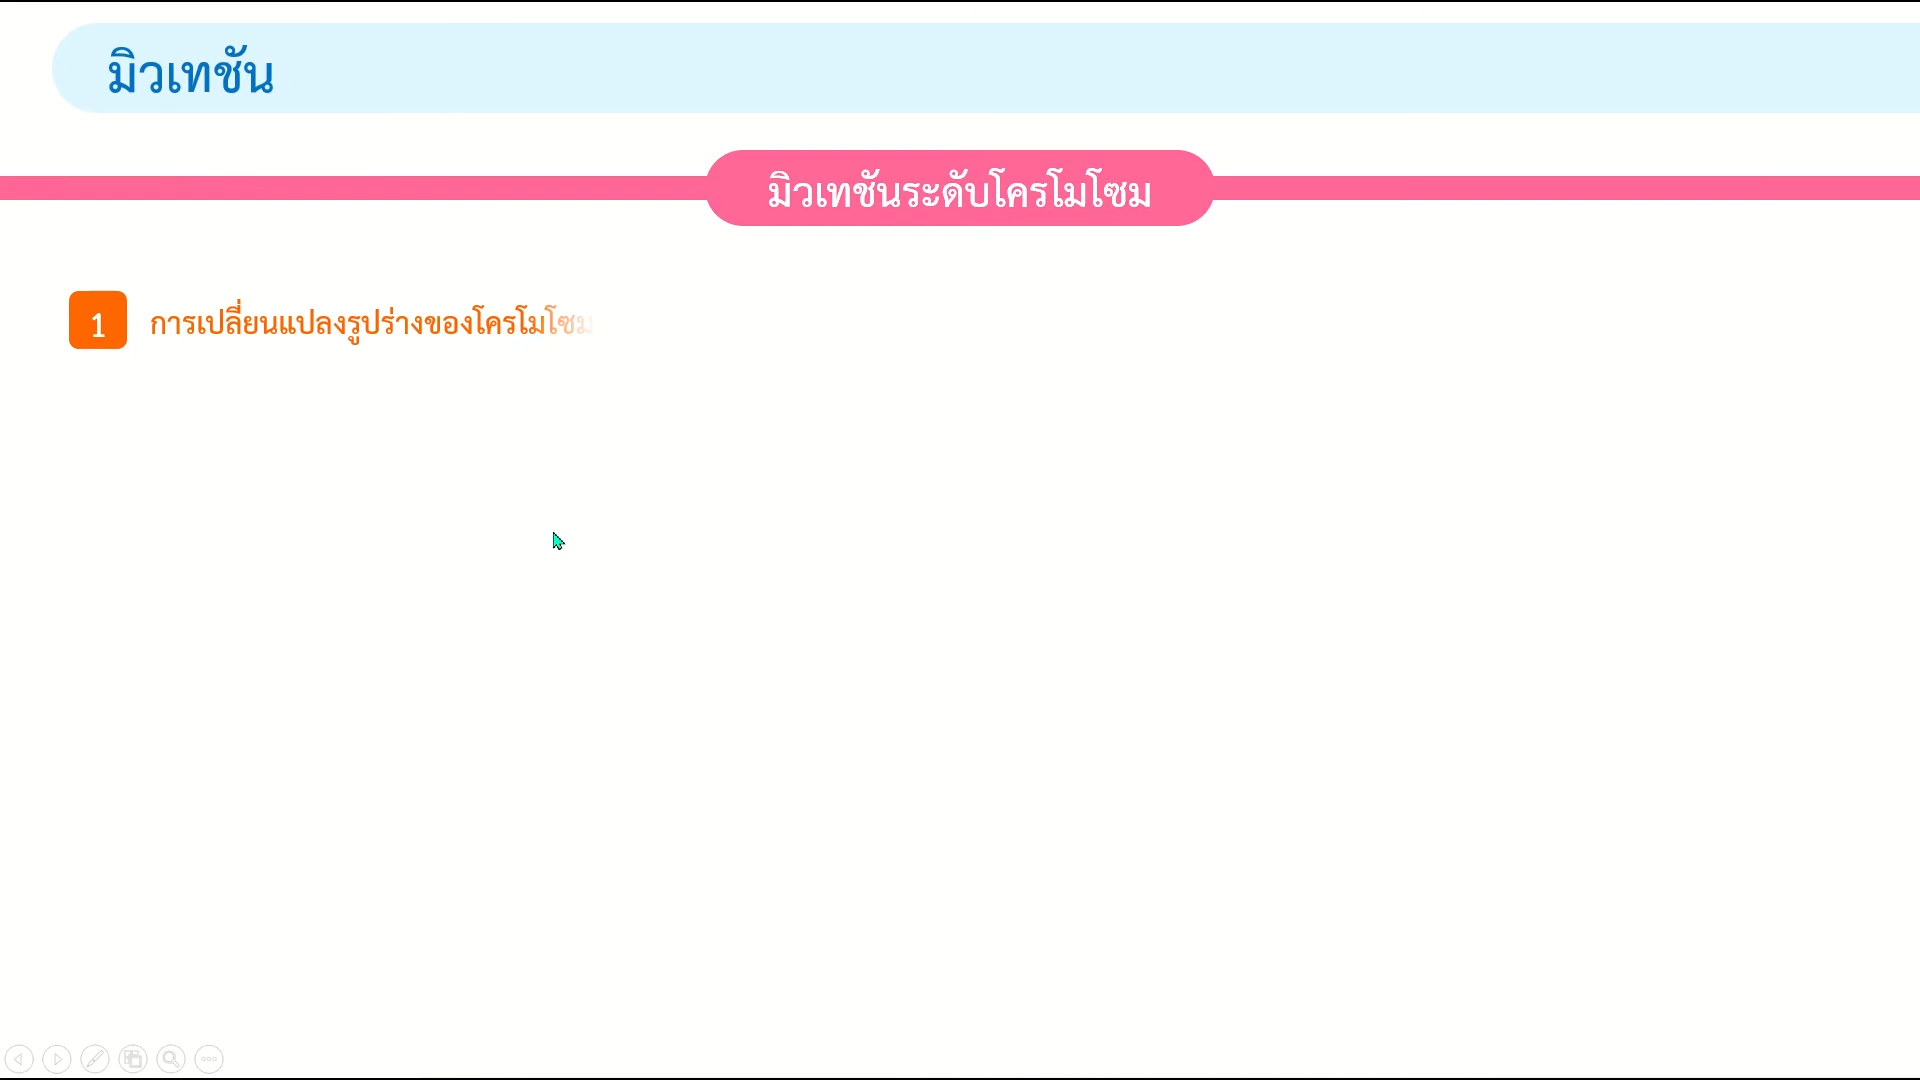 มิวเทชัน
มิวเทชันระดับโครโมโซม
1 การเปลี่ยนแปลงรูปร่างของโครโมโซม